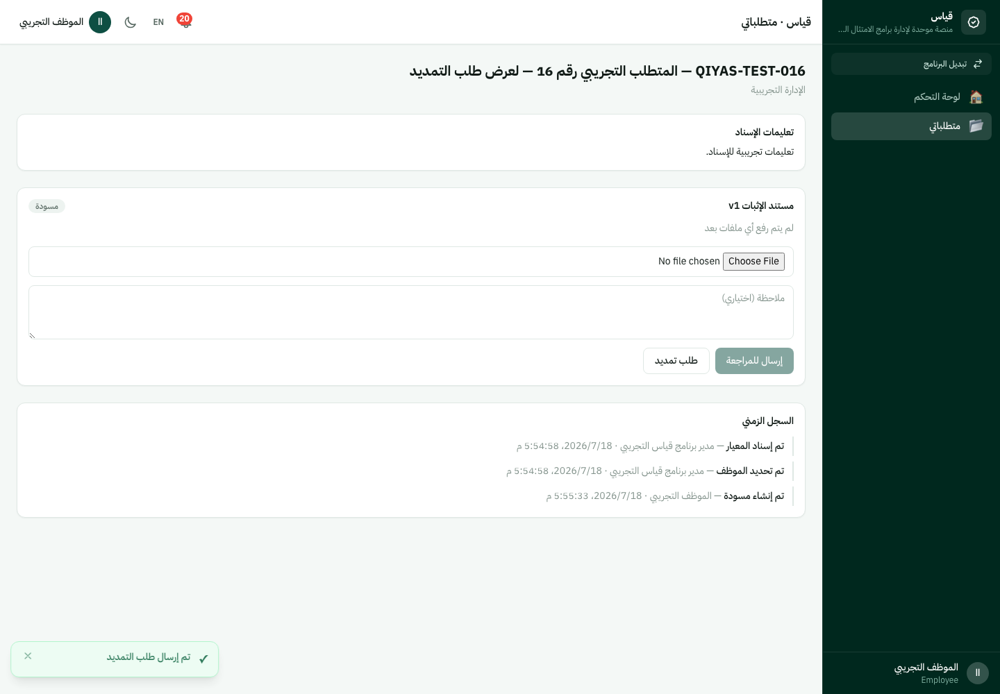 قياس
منصة موحدة لإدارة برامج الامتثال الـ...
تبديل البرنامج
لوحة التحكم
متطلباتي
الموظف التجريبي
Employee
قياس · متطلباتي
20
EN
اا
الموظف التجريبي
QIYAS-TEST-016 — المتطلب التجريبي رقم 16 — لعرض طلب التمديد
الإدارة التجريبية
تعليمات الإسناد
تعليمات تجريبية للإسناد.
مستند الإثبات v1
مسودة
لم يتم رفع أي ملفات بعد
Choose File No file chosen
ملاحظة (اختياري)
إرسال للمراجعة
طلب تمديد
السجل الزمني
تم إسناد المعيار — مدير برنامج قياس التجريبي · 2026/7/18، 5:54:58 م
تم تحديد الموظف — مدير برنامج قياس التجريبي · 2026/7/18، 5:54:58 م
تم إنشاء مسودة — الموظف التجريبي · 2026/7/18، 5:55:33 م
✓ تم إرسال طلب التمديد ×
اا